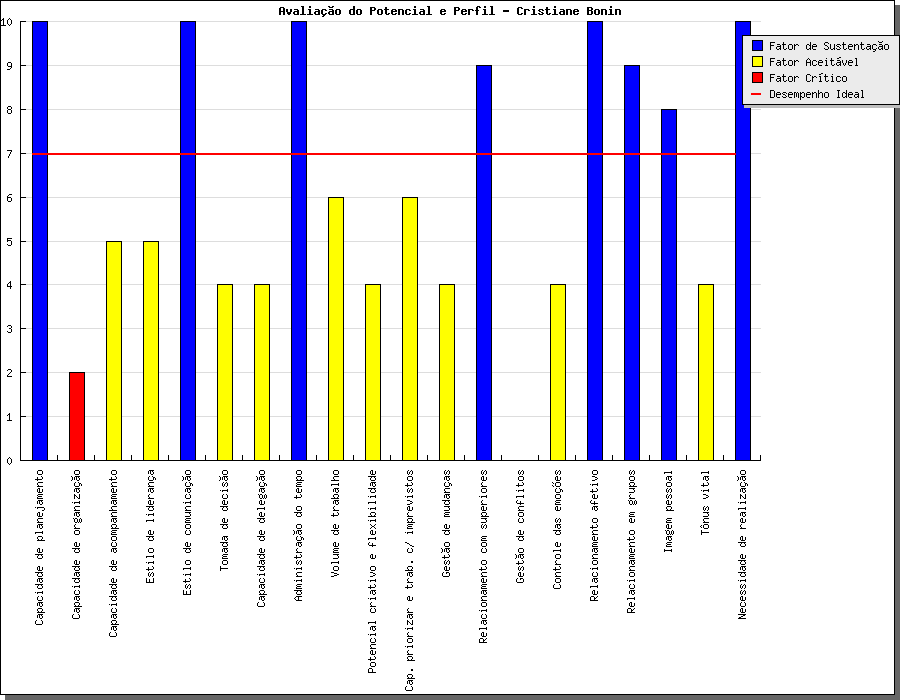 Avaliação do Potencial e Perfil - Cristiane Bonin
10
9
8
7
6
5
4
3
2
1
0
Fator de Sustentação
Fator Aceitável
Fator Crítico
Desempenho Ideal
Capacidade de planejamento
Capacidade de organização
Capacidade de acompanhamento
Estilo de liderança
Estilo de comunicação
Tomada de decisão
Capacidade de delegação
Administração do tempo
Volume de trabalho
Potencial criativo e flexibilidade
Cap. priorizar e trab. c/ imprevistos
Gestão de mudanças
Relacionamento com superiores
Gestão de conflitos
Controle das emoções
Relacionamento afetivo
Relacionamento em grupos
Imagem pessoal
Tônus vital
Necessidade de realização